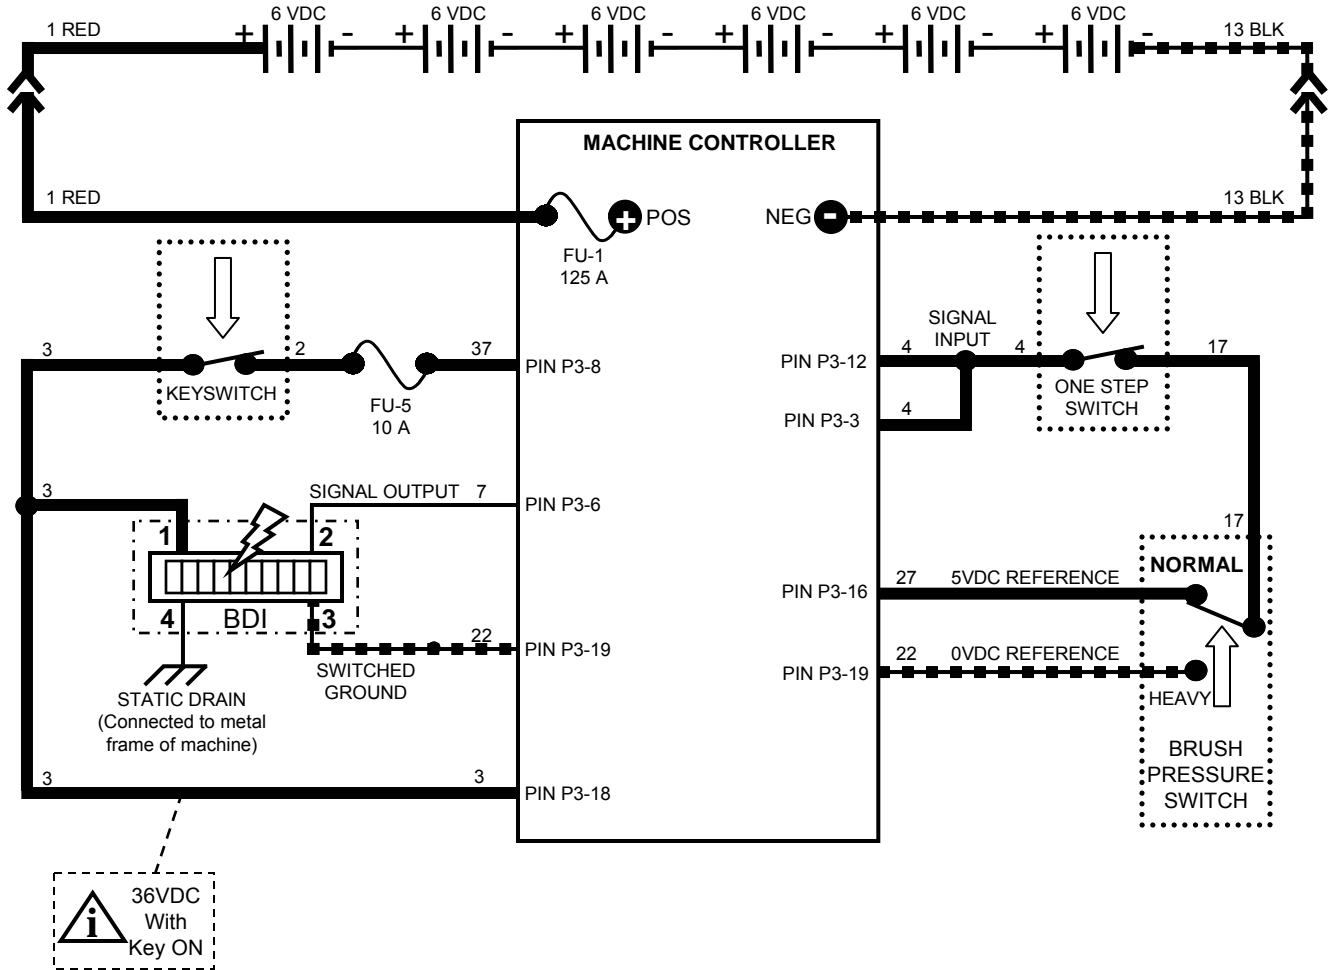 6 VDC 6 VDC 6 VDC 6 VDC 6 VDC 6 VDC
1 RED + - + - + - + - + - + - 13 BLK
MACHINE CONTROLLER
1 RED + POS NEG - 13 BLK
FU-1
125 A
SIGNAL
INPUT
3 2 37 PIN P3-8 PIN P3-12 4 4 17
KEYSWITCH
ONE STEP
SWITCH
FU-5
10 A
PIN P3-3 4
3 SIGNAL OUTPUT 7 PIN P3-6
17
1 2
NORMAL
PIN P3-16 27 5VDC REFERENCE
4 BDI 3
22 PIN P3-19
SWITCHED
GROUND
PIN P3-19 22 0VDC REFERENCE
HEAVY
STATIC DRAIN
(Connected to metal
frame of machine)
BRUSH
PRESSURE
SWITCH
3 3 PIN P3-18
i
36VDC
With
Key ON